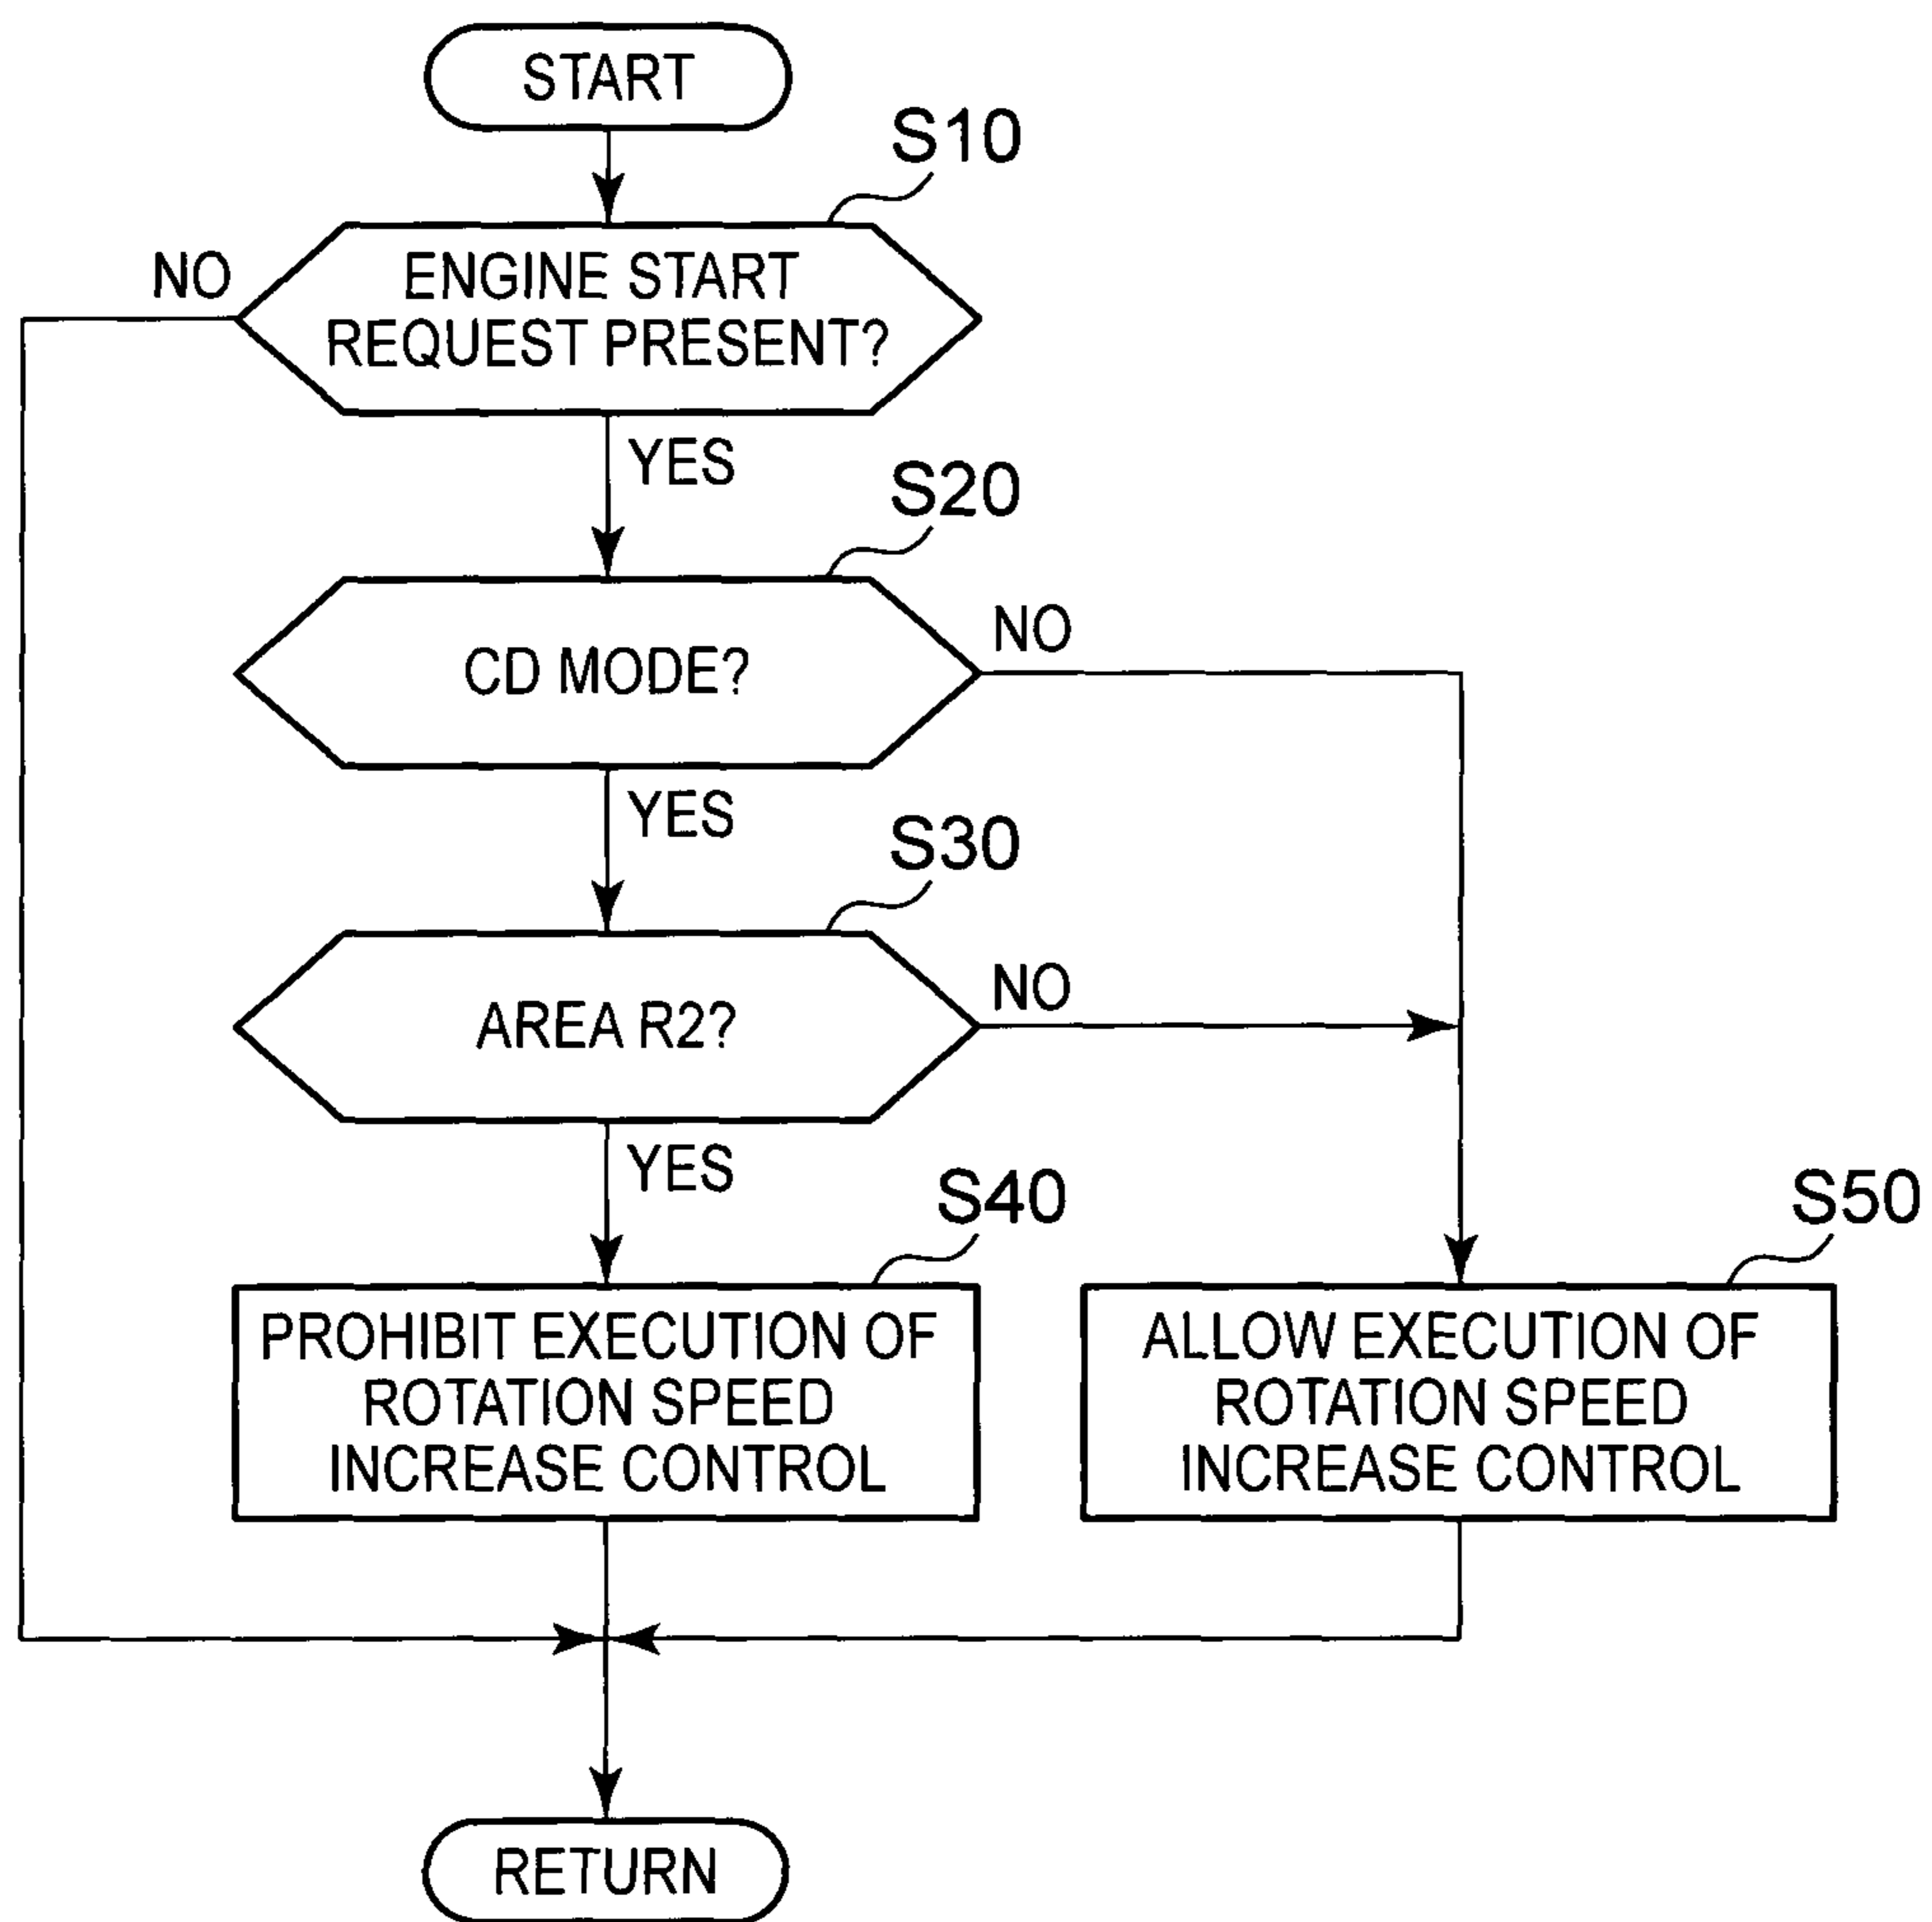 START
S10
NO
ENGINE START
REQUEST PRESENT?
YES
S20
CD MODE?
NO
YES
S30
AREA R2?
NO
YES
S40
PROHIBIT EXECUTION OF
ROTATION SPEED
INCREASE CONTROL
S50
ALLOW EXECUTION OF
ROTATION SPEED
INCREASE CONTROL
RETURN